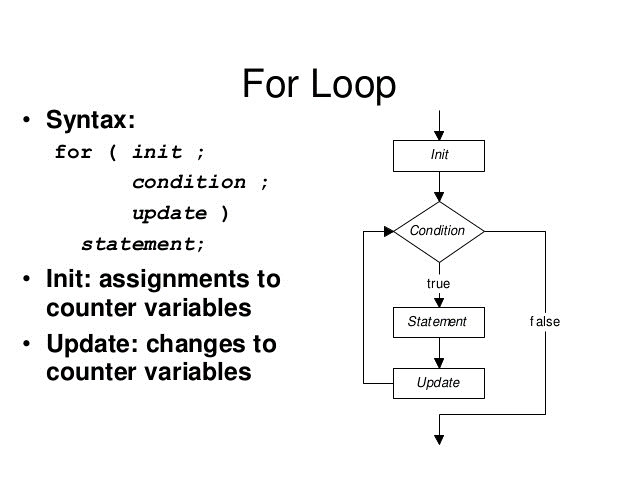 For Loop
• Syntax:
for ( init ;
condition ;
update )
statement;
• Init: assignments to
counter variables
• Update: changes to
counter variables
Init
Condition
true
Statement
false
Update